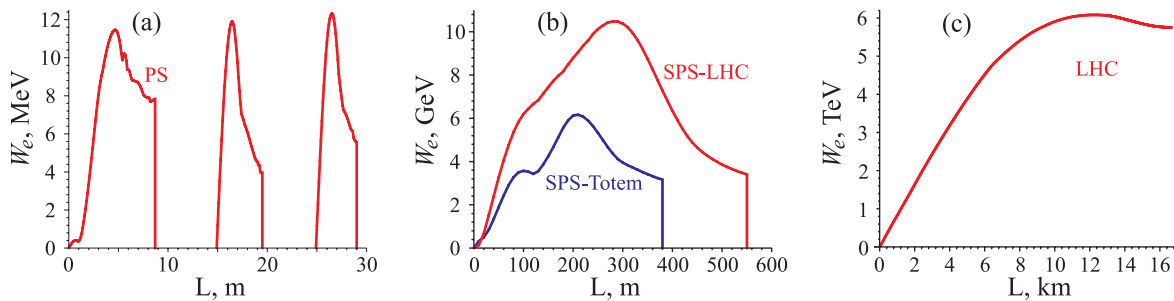 (a)
PS
W_e, MeV
12
10
8
6
4
2
0
0 10 20 30
L, m
(b)
SPS-LHC
SPS-Totem
W_e, GeV
10
8
6
4
2
0
0 100 200 300 400 500 600
L, m
(c)
LHC
W_e, TeV
6
5
4
3
2
1
0
0 2 4 6 8 10 12 14 16
L, km